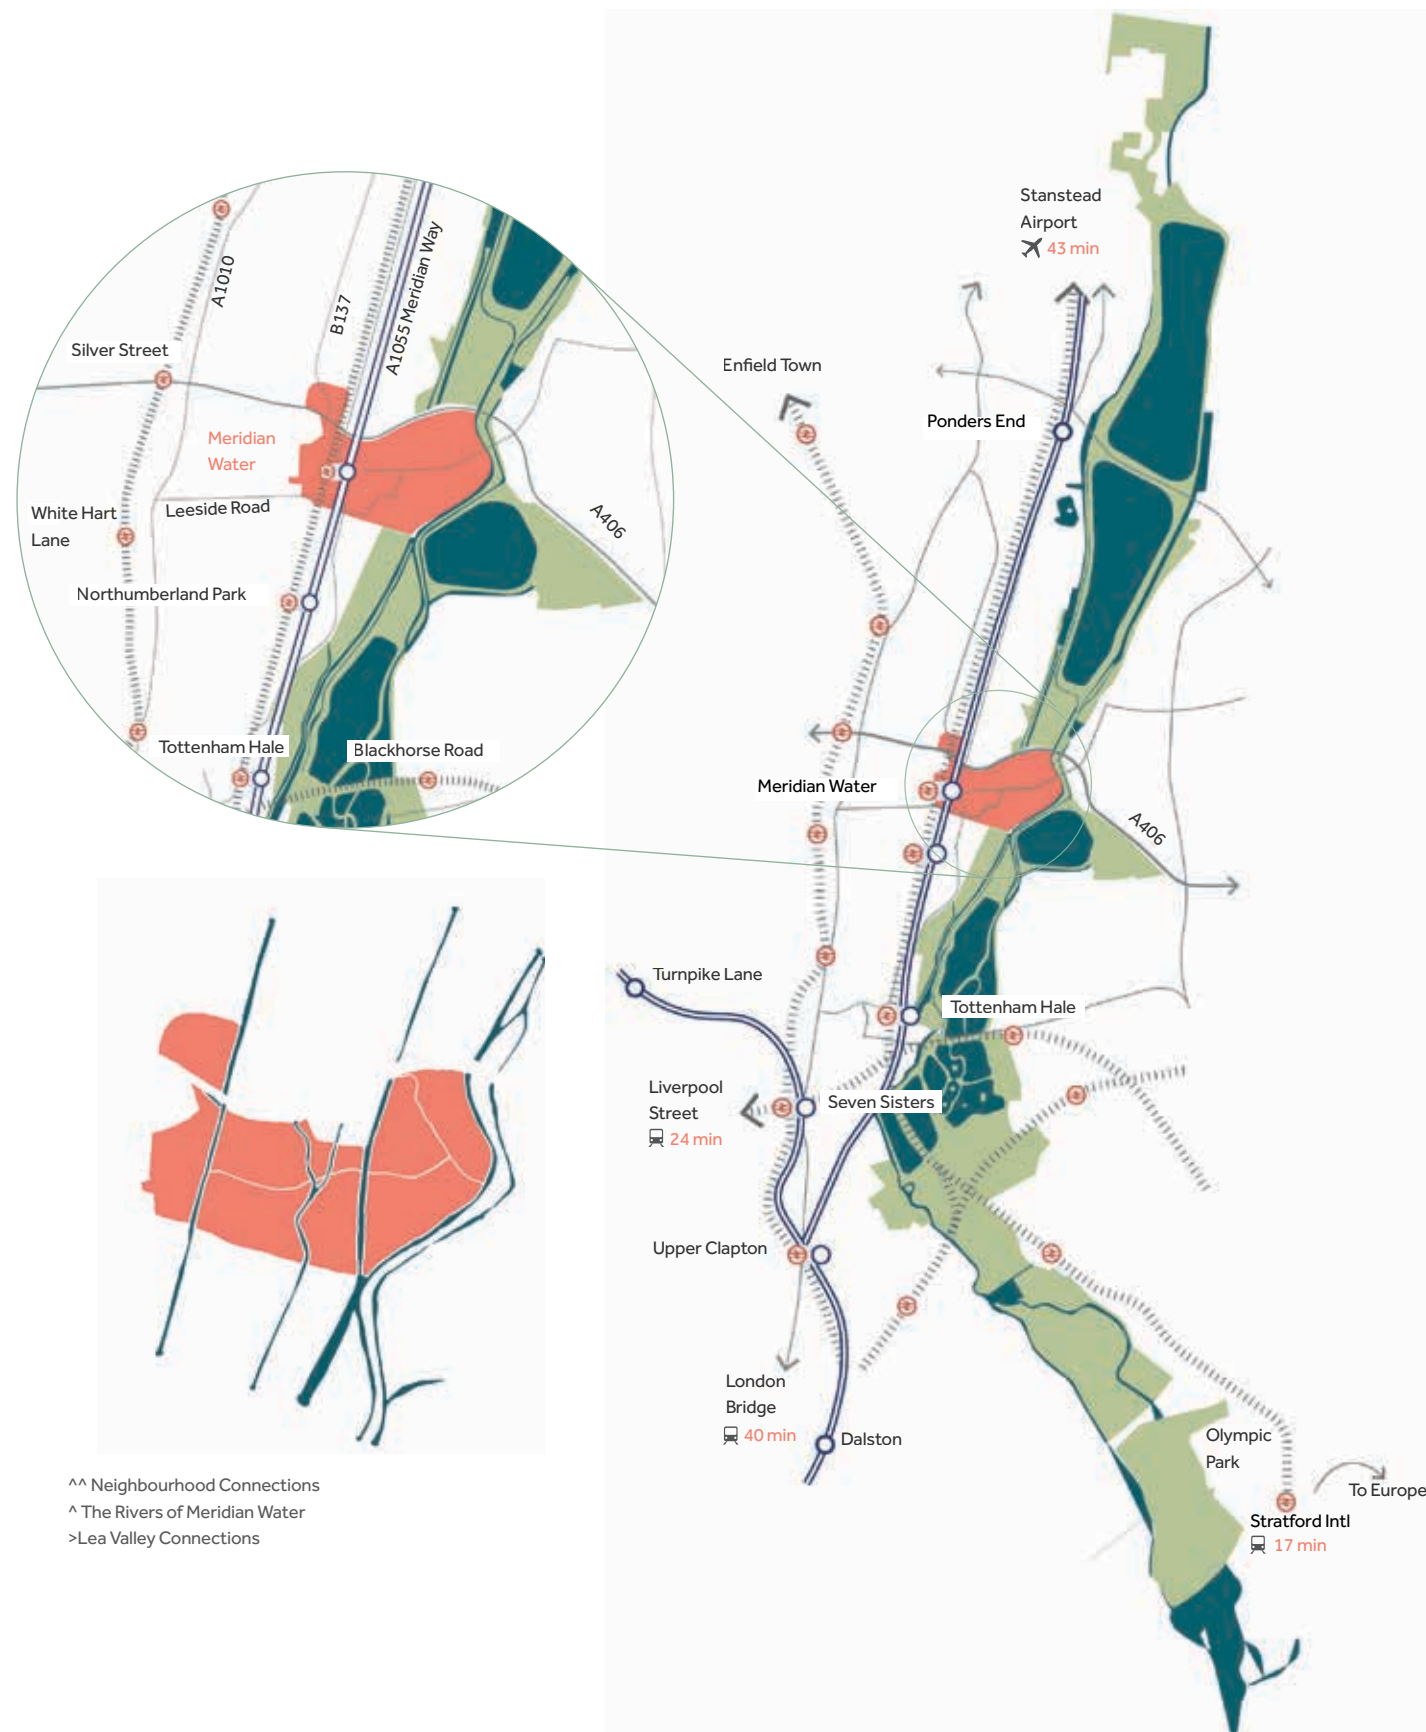 A1010
B137
A1055 Meridian Way
Silver Street
Meridian
Water
Leeside Road
White Hart
Lane
A406
Northumberland Park
Tottenham Hale
Blackhorse Road
Stanstead
Airport
43 min
Enfield Town
Ponders End
Meridian Water
A406
Turnpike Lane
Tottenham Hale
Liverpool
Street
24 min
Seven Sisters
Upper Clapton
London
Bridge
40 min
Dalston
Olympic
Park
To Europe
Stratford Intl
17 min
^^ Neighbourhood Connections
^ The Rivers of Meridian Water
>Lea Valley Connections